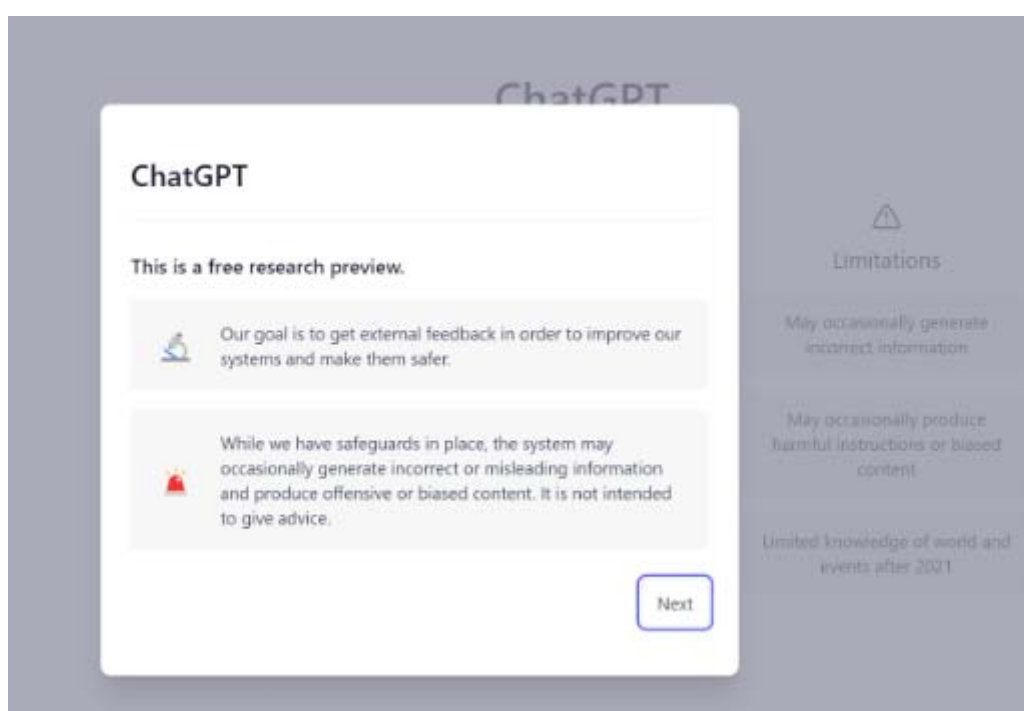 ChatGPT
ChatGPT
This is a free research preview.
Our goal is to get external feedback in order to improve our
systems and make them safer.
While we have safeguards in place, the system may
occasionally generate incorrect or misleading information
and produce offensive or biased content. It is not intended
to give advice.
Next
Limitations
May occasionally generate
incorrect information
May occasionally produce
harmful instructions or biased
content
Limited knowledge of world and
events after 2021